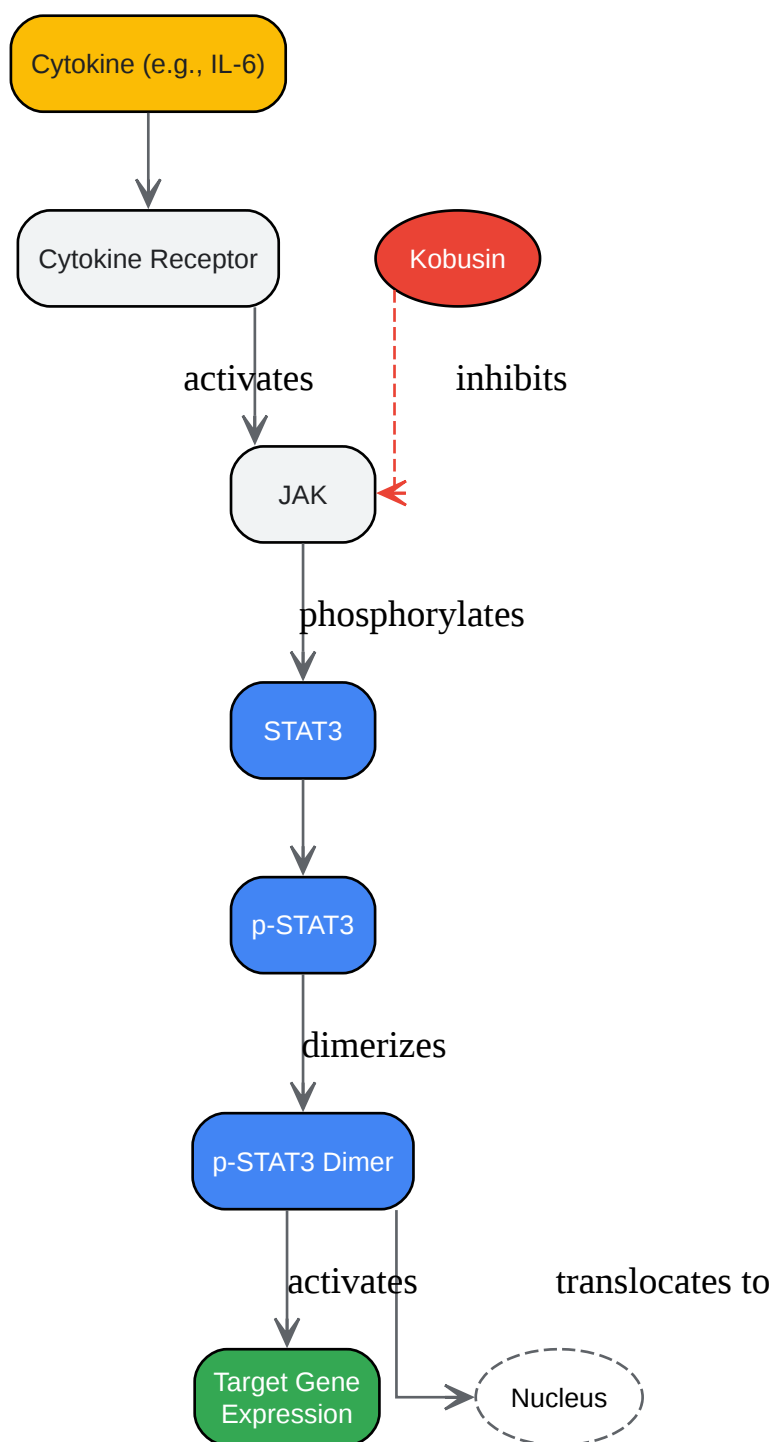 Cytokine (e.g., IL-6)
Cytokine Receptor
Kobusin
activates
inhibits
JAK
phosphorylates
STAT3
p-STAT3
dimerizes
p-STAT3 Dimer
activates
translocates to
Target Gene
Expression
Nucleus